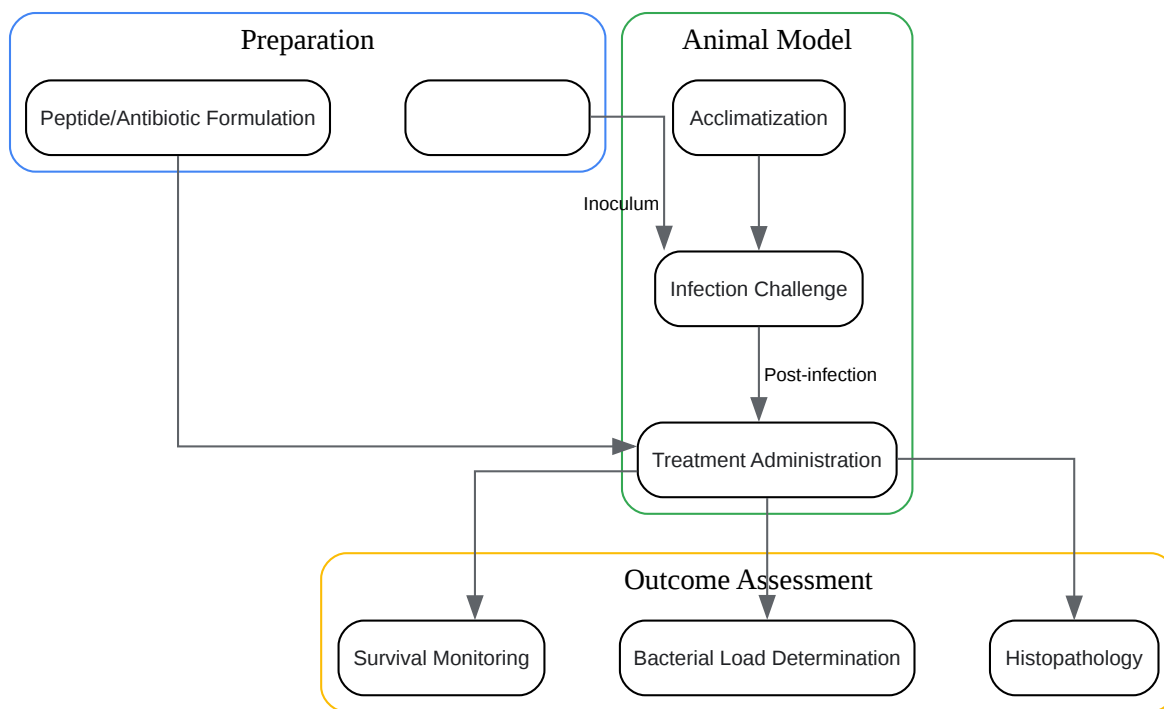 Preparation
Animal Model
Peptide/Antibiotic Formulation
Acclimatization
Inoculum
Infection Challenge
Post-infection
Treatment Administration
Outcome Assessment
Survival Monitoring
Bacterial Load Determination
Histopathology